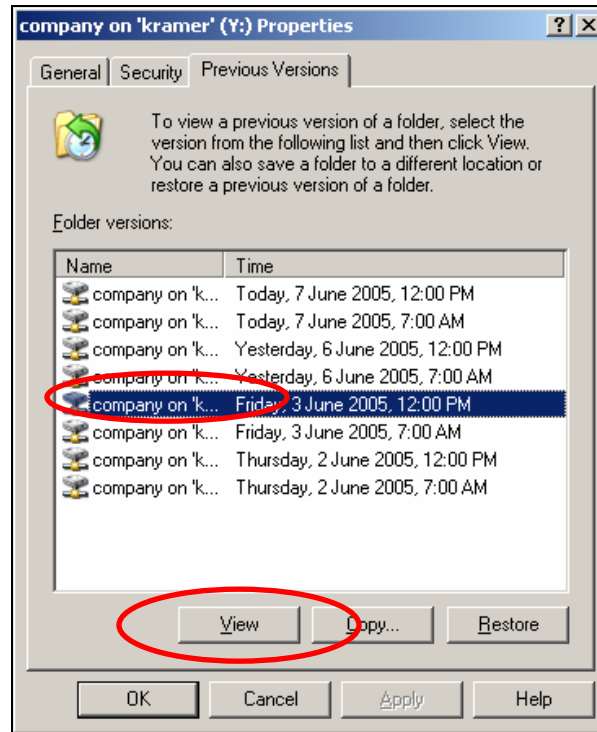 company on 'kramer' (Y:) Properties
General Security Previous Versions
To view a previous version of a folder, select the
version from the following list and then click View.
You can also save a folder to a different location or
restore a previous version of a folder.
Folder versions:
Name Time
company on 'k... Today, 7 June 2005, 12:00 PM
company on 'k... Today, 7 June 2005, 7:00 AM
company on 'k... Yesterday, 6 June 2005, 12:00 PM
company on 'k... Yesterday, 6 June 2005, 7:00 AM
company on 'k... Friday, 3 June 2005, 12:00 PM
company on 'k... Friday, 3 June 2005, 7:00 AM
company on 'k... Thursday, 2 June 2005, 12:00 PM
company on 'k... Thursday, 2 June 2005, 7:00 AM
View Copy... Restore
OK Cancel Apply Help